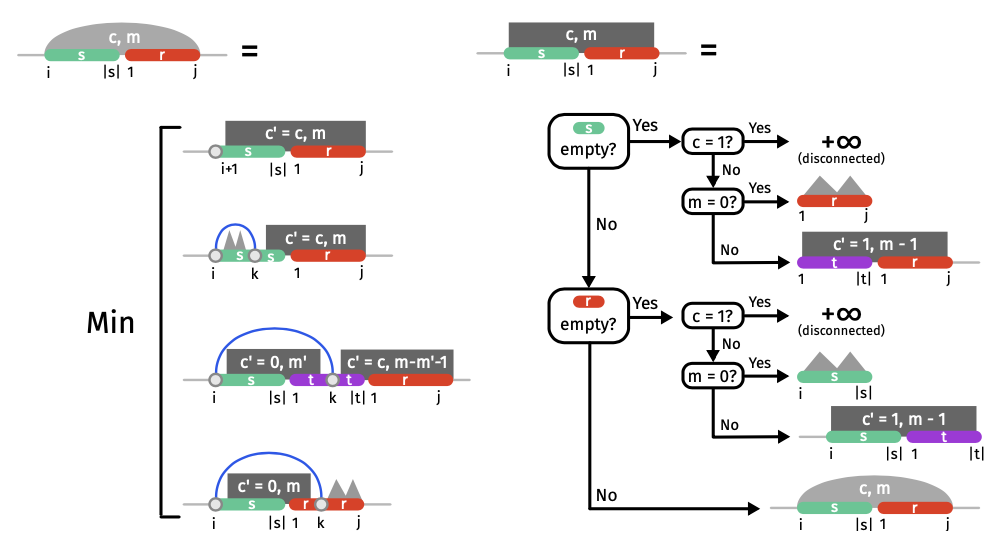 c, m
s r
=
i |s| 1 j
c, m
s r
=
i |s| 1 j
Min
c' = c, m
s r
i+1 |s| 1 j
c' = c, m
s s r
i k 1 j
c' = 0, m' c' = c, m-m'-1
s t t r
i |s| 1 k |t| 1 j
c' = 0, m
s r r
i |s| 1 k j
s
empty?
Yes
c = 1?
Yes
+∞
(disconnected)
No
m = 0?
Yes
r
1 j
No
c' = 1, m - 1
t r
1 |t| 1 j
No
r
empty?
Yes
c = 1?
Yes
+∞
(disconnected)
No
m = 0?
Yes
s
i |s|
No
c' = 1, m - 1
s t
i |s| 1 |t|
No
c, m
s r
i |s| 1 j